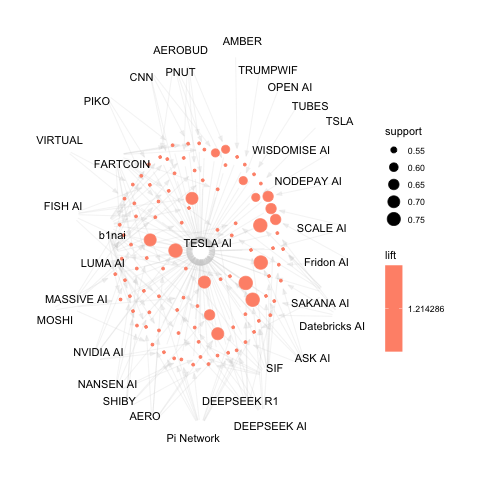 AMBER
AEROBUD
PNUT
CNN
TRUMPWIF
OPEN AI
PIKO
TUBES
TSLA
VIRTUAL
WISDOMISE AI
FARTCOIN
NODEPAY AI
FISH AI
SCALE AI
b1nai
TESLA AI
LUMA AI
Fridon AI
MASSIVE AI
SAKANA AI
MOSHI
Datebricks AI
NVIDIA AI
ASK AI
SIF
NANSEN AI
SHIBY
DEEPSEEK R1
AERO
DEEPSEEK AI
Pi Network
support
0.55
0.60
0.65
0.70
0.75
lift
1.214286